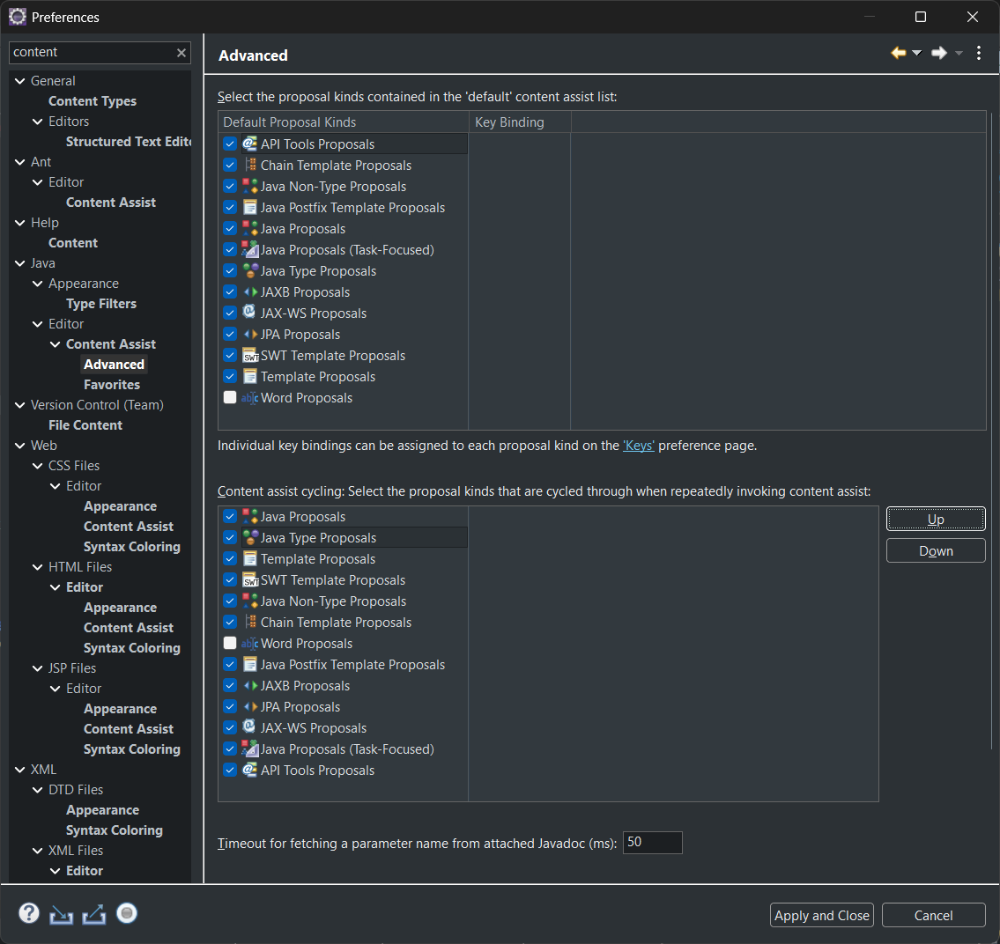 Preferences
content
General
Content Types
Editors
Structured Text Edit
Ant
Editor
Content Assist
Help
Content
Java
Appearance
Type Filters
Editor
Content Assist
Advanced
Favorites
Version Control (Team)
File Content
Web
CSS Files
Editor
Appearance
Content Assist
Syntax Coloring
HTML Files
Editor
Appearance
Content Assist
Syntax Coloring
JSP Files
Editor
Appearance
Content Assist
Syntax Coloring
XML
DTD Files
Appearance
Syntax Coloring
XML Files
Editor
Advanced
Select the proposal kinds contained in the 'default' content assist list:
Default Proposal Kinds Key Binding
API Tools Proposals
Chain Template Proposals
Java Non-Type Proposals
Java Postfix Template Proposals
Java Proposals
Java Proposals (Task-Focused)
Java Type Proposals
JAXB Proposals
JAX-WS Proposals
JPA Proposals
SWT SWT Template Proposals
Template Proposals
abc Word Proposals
Individual key bindings can be assigned to each proposal kind on the 'Keys' preference page.
Content assist cycling: Select the proposal kinds that are cycled through when repeatedly invoking content assist:
Java Proposals
Java Type Proposals
Template Proposals
SWT SWT Template Proposals
Java Non-Type Proposals
Chain Template Proposals
abc Word Proposals
Java Postfix Template Proposals
JAXB Proposals
JPA Proposals
JAX-WS Proposals
Java Proposals (Task-Focused)
API Tools Proposals
Up
Down
Timeout for fetching a parameter name from attached Javadoc (ms): 50
Apply and Close Cancel